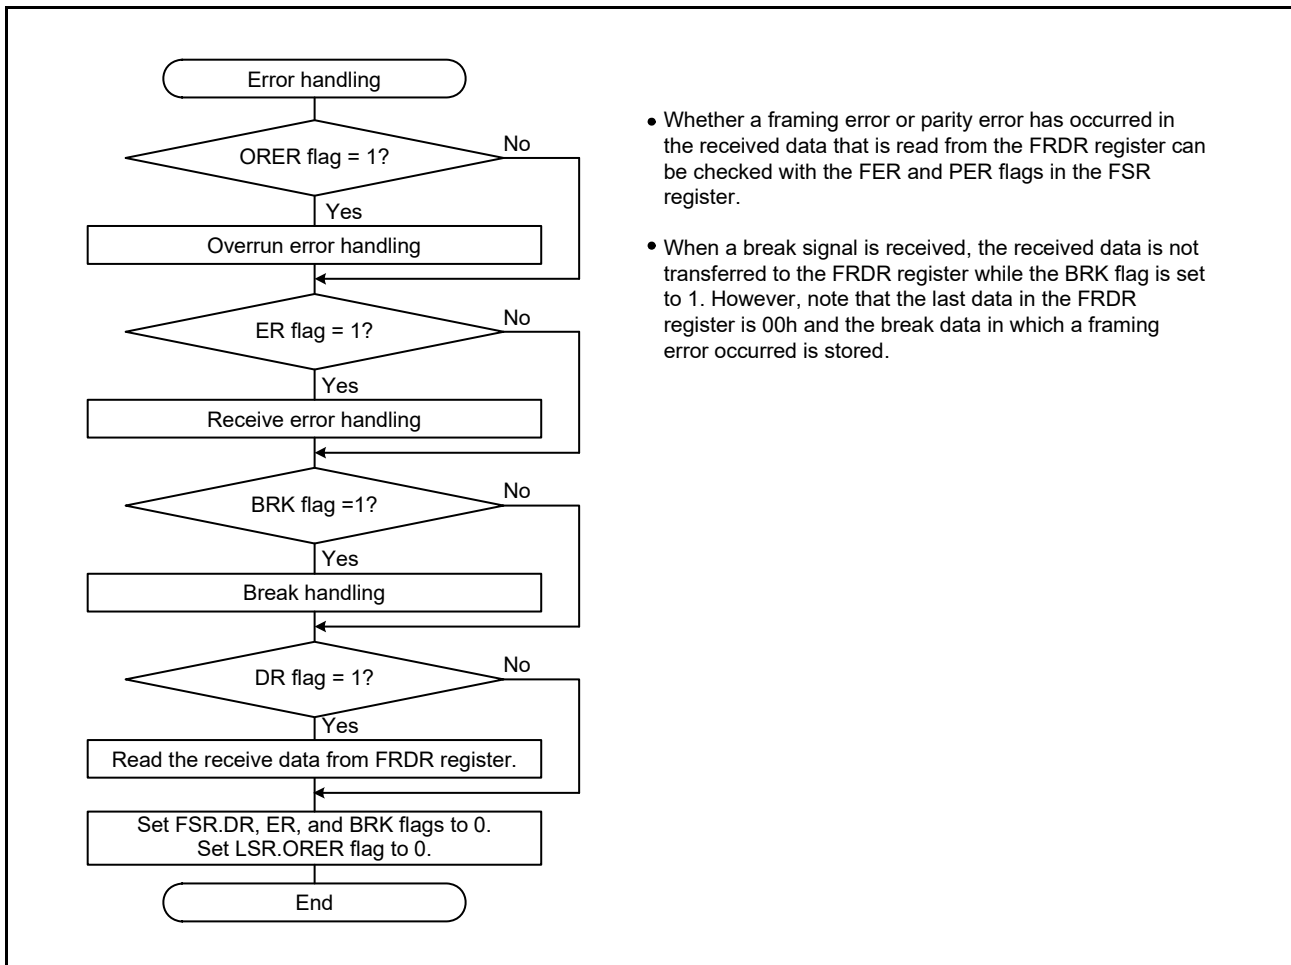 Error handling
ORER flag = 1?
No
Yes
Overrun error handling
ER flag = 1?
No
Yes
Receive error handling
BRK flag =1?
No
Yes
Break handling
DR flag = 1?
No
Yes
Read the receive data from FRDR register.
Set FSR.DR, ER, and BRK flags to 0.
Set LSR.ORER flag to 0.
End
• Whether a framing error or parity error has occurred in
the received data that is read from the FRDR register can
be checked with the FER and PER flags in the FSR
register.
• When a break signal is received, the received data is not
transferred to the FRDR register while the BRK flag is set
to 1. However, note that the last data in the FRDR
register is 00h and the break data in which a framing
error occurred is stored.